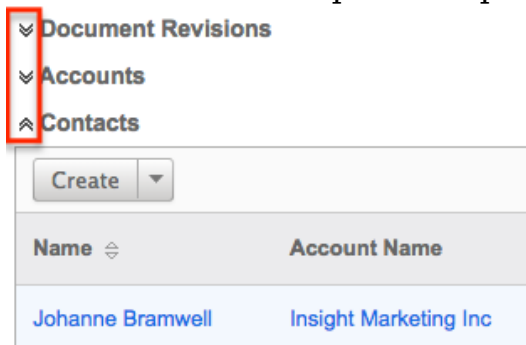 Document Revisions
Accounts
Contacts
Create
Name Account Name
Johanne Bramwell Insight Marketing Inc